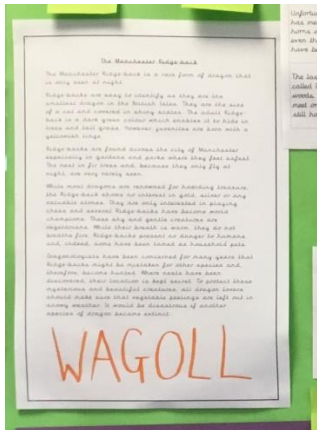 The Manchester Ridge-back
The Manchester Ridge-back is a rare form of dragon that
is only seen at night.
Ridge-backs are easy to identify as they are the
smallest dragon in the British Isles. They are the size
of a cat and covered in shiny scales. The adult Ridge-
back is a dark green colour which enables it to hide in
trees and tall grass. However juveniles are born with a
yellowish tinge.
Ridge-backs are found across the city of Manchester
especially in gardens and parks where they feel safest.
The nest in fir trees and, because they only fly at
night, are very rarely seen.
While most dragons are renowned for hoarding treasure,
the Ridge-back shows no interest in gold, silver or any
valuable stones. They are only interested in playing
chess and several Ridge-backs have become world
champions. These shy and gentle creatures are
vegetarians. While their breath is warm, they do not
breathe fire. Ridge-backs present no danger to humans
and, indeed, some have been tamed as household pets.
Dragonologists have been concerned for many years that
Ridge-backs might be mistaken for other species and,
therefore, become hunted. Where nests have been
discovered, their location is kept secret. To protect these
mysterious and beautiful creatures, all dragon lovers
should make sure that vegetable peelings are left out in
snowy weather. It would be disastrous if another
species of dragon became extinct.
WAGOLL
has
even
have
The
called
woods.
still